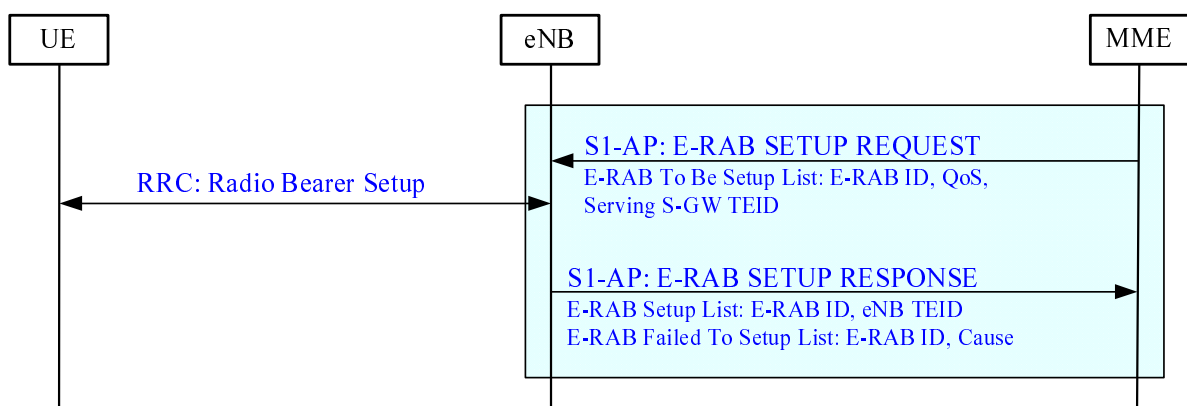 UE
eNB
MME
S1-AP: E-RAB SETUP REQUEST
E-RAB To Be Setup List: E-RAB ID, QoS,
Serving S-GW TEID
RRC: Radio Bearer Setup
S1-AP: E-RAB SETUP RESPONSE
E-RAB Setup List: E-RAB ID, eNB TEID
E-RAB Failed To Setup List: E-RAB ID, Cause